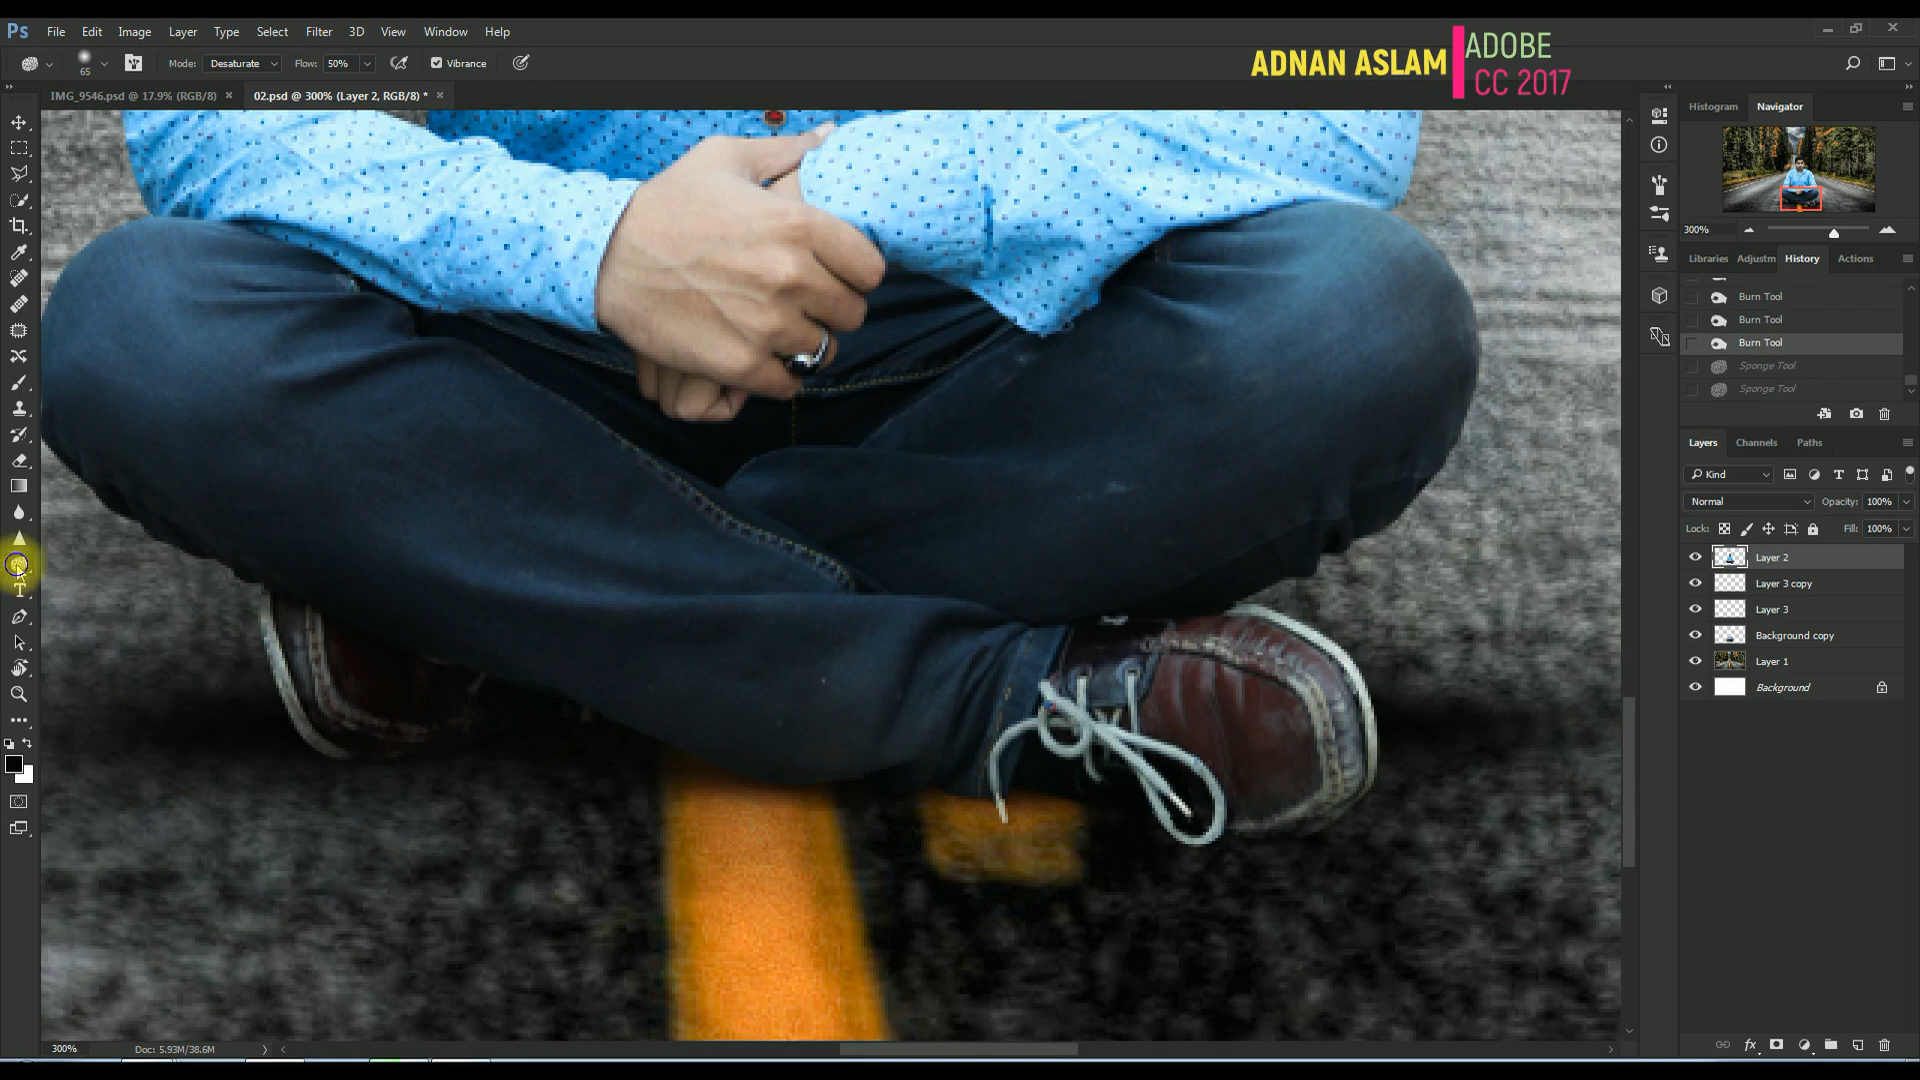 Ps File Edit Image Layer Type Select Filter 3D View Window Help
65 Mode: Desaturate Flow: 50% Vibrance
ADNAN ASLAM
ADOBE
CC 2017
IMG_9546.psd @ 17.9% (RGB/8) × 02.psd @ 300% (Layer 2, RGB/8) * ×
Histogram Navigator
300%
Libraries Adjustm History Actions
Burn Tool
Burn Tool
Burn Tool
Sponge Tool
Sponge Tool
Layers Channels Paths
Kind
Normal Opacity: 100%
Lock: Fill: 100%
Layer 2
Layer 3 copy
Layer 3
Background copy
Layer 1
Background
300% Doc: 5.93M/38.6M